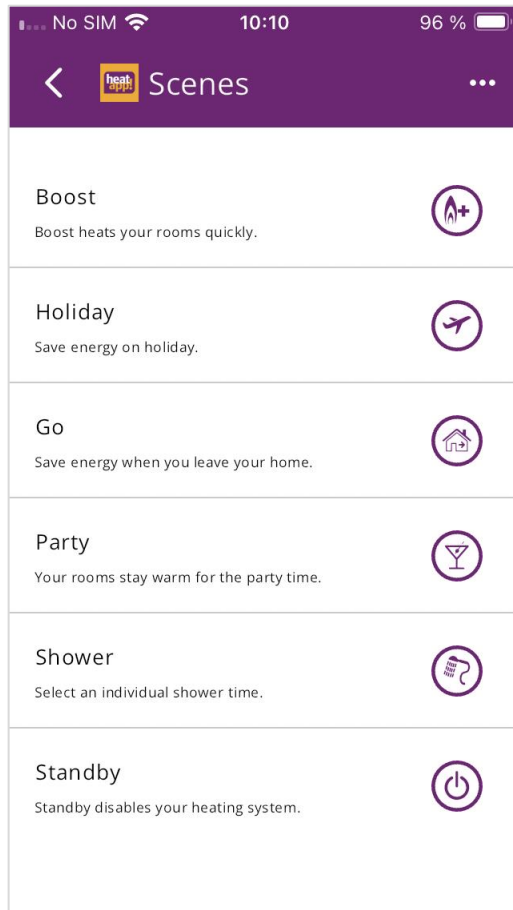 No SIM 10:10 96 %
heat app! Scenes
Boost
Boost heats your rooms quickly.
Holiday
Save energy on holiday.
Go
Save energy when you leave your home.
Party
Your rooms stay warm for the party time.
Shower
Select an individual shower time.
Standby
Standby disables your heating system.